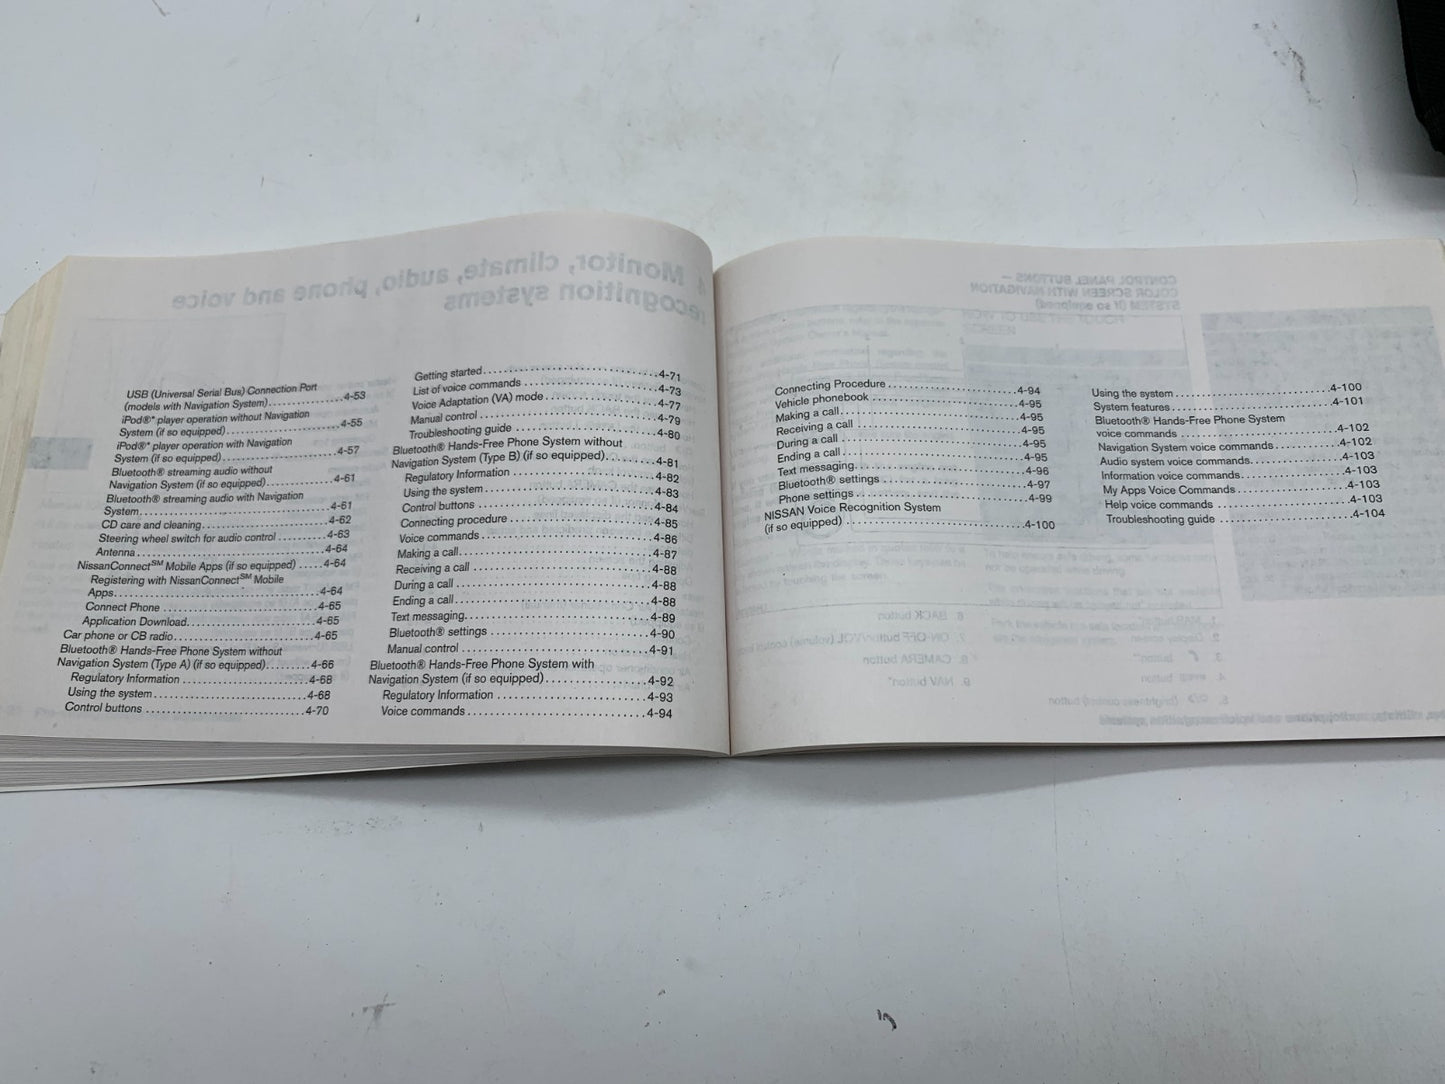 USB (Universal Serial Bus) Connection Port
(models with Navigation System)....................4-53
iPod®* player operation without Navigation
System (if so equipped)....................4-55
iPod®* player operation with Navigation
System (if so equipped)....................4-57
Bluetooth® streaming audio without
Navigation System (if so equipped)....................4-61
Bluetooth® streaming audio with Navigation
System....................4-61
CD care and cleaning....................4-62
Steering wheel switch for audio control ..........4-63
Antenna....................4-64
NissanConnectSM Mobile Apps (if so equipped) .....4-64
Registering with NissanConnectSM Mobile
Apps....................4-64
Connect Phone ....................4-65
Application Download....................4-65
Car phone or CB radio....................4-65
Bluetooth® Hands-Free Phone System without
Navigation System (Type A) (if so equipped).........4-66
Regulatory Information ....................4-68
Using the system....................4-68
Control buttons ....................4-70
Getting started....................4-71
List of voice commands ....................4-73
Voice Adaptation (VA) mode....................4-77
Manual control ....................4-79
Troubleshooting guide ....................4-80
Bluetooth® Hands-Free Phone System without
Navigation System (Type B) (if so equipped).........4-81
Regulatory Information ....................4-82
Using the system....................4-83
Control buttons ....................4-84
Connecting procedure ....................4-85
Voice commands ....................4-86
Making a call....................4-87
Receiving a call ....................4-88
During a call ....................4-88
Ending a call....................4-88
Text messaging....................4-89
Bluetooth® settings ....................4-90
Manual control ....................4-91
Bluetooth® Hands-Free Phone System with
Navigation System (if so equipped)....................4-92
Regulatory Information ....................4-93
Voice commands....................4-94
Connecting Procedure....................4-94
Vehicle phonebook ....................4-95
Making a call....................4-95
Receiving a call ....................4-95
During a call ....................4-95
Ending a call....................4-95
Text messaging....................4-96
Bluetooth® settings ....................4-97
Phone settings ....................4-99
NISSAN Voice Recognition System
(if so equipped) ....................4-100
Using the system....................4-100
System features....................4-101
Bluetooth® Hands-Free Phone System
voice commands ....................4-102
Navigation System voice commands..........4-102
Audio system voice commands..............4-103
Information voice commands..............4-103
My Apps Voice Commands..............4-103
Help voice commands ....................4-103
Troubleshooting guide ....................4-104